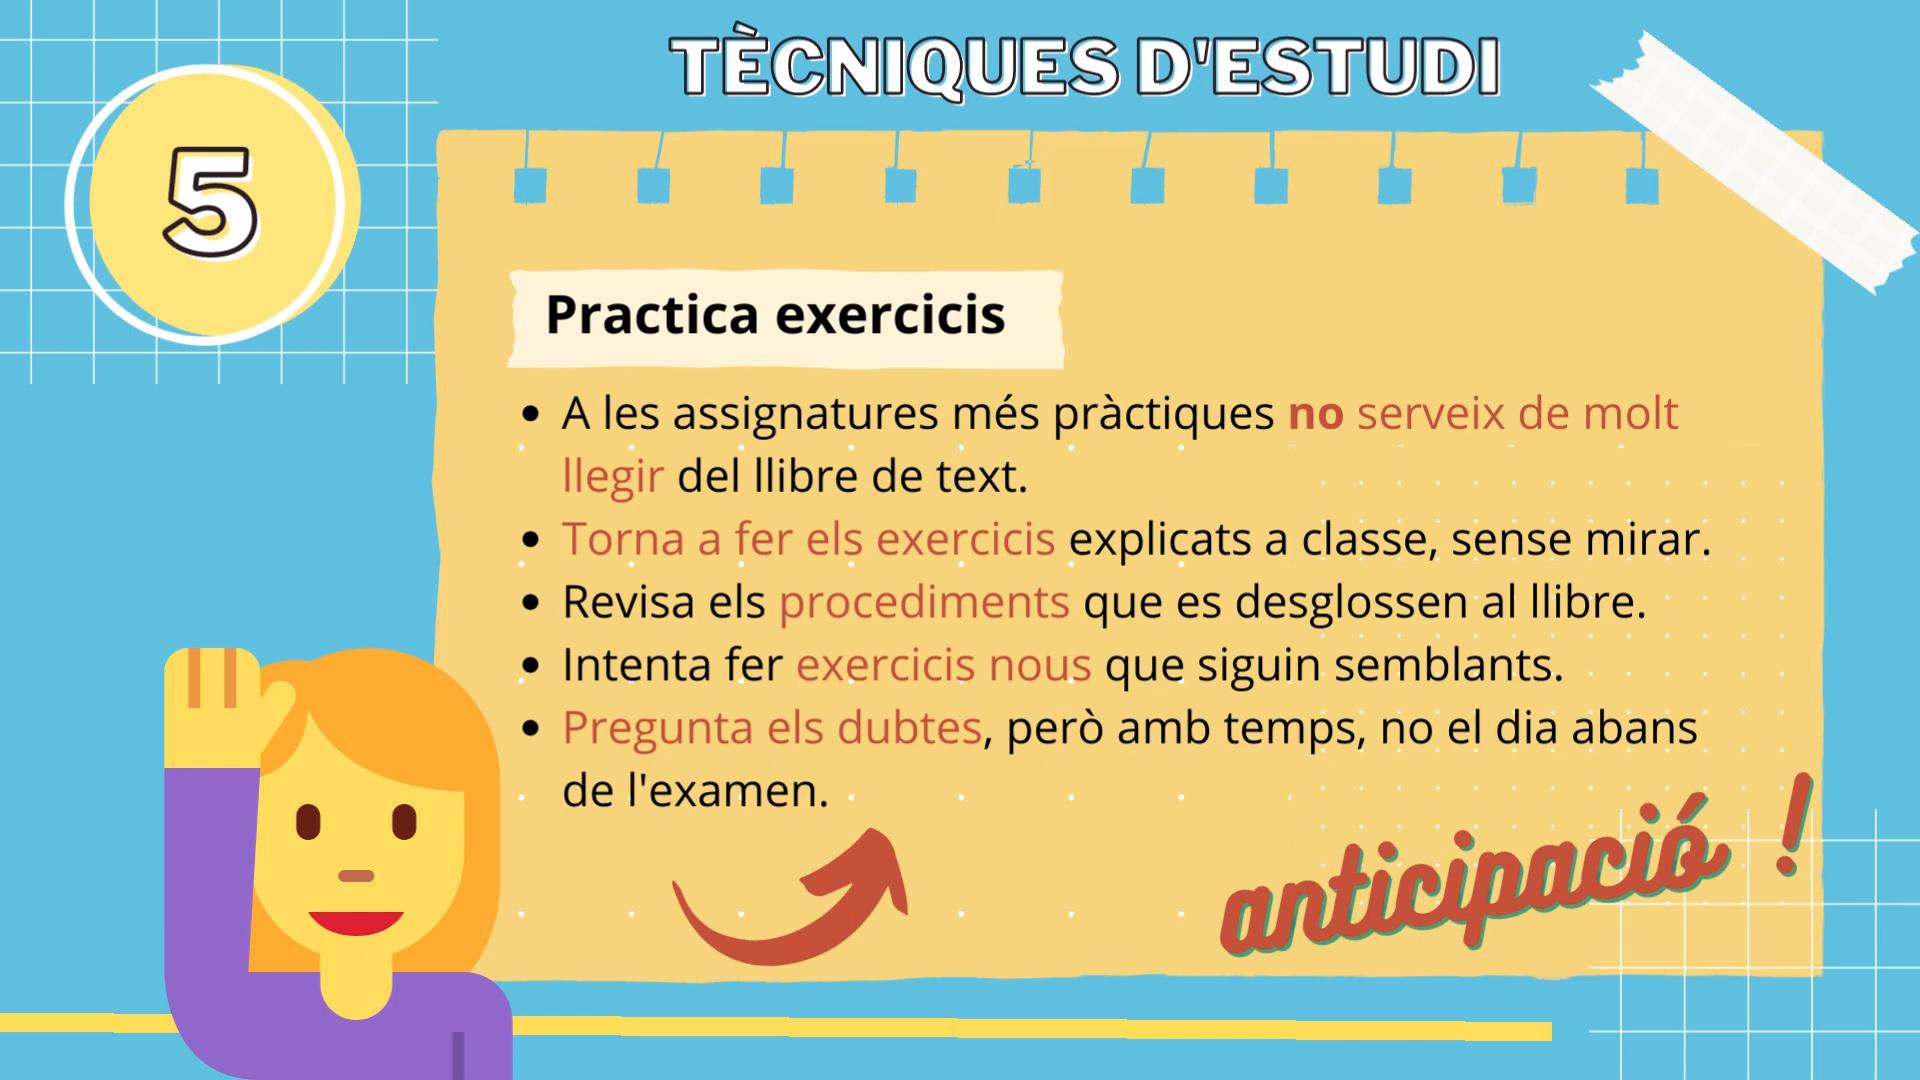 TÈCNIQUES D'ESTUDI
5
Practica exercicis
• A les assignatures més pràctiques no serveix de molt
llegir del llibre de text.
• Torna a fer els exercicis explicats a classe, sense mirar.
• Revisa els procediments que es desglossen al llibre.
• Intenta fer exercicis nous que siguin semblants.
• Pregunta els dubtes, però amb temps, no el dia abans
de l'examen.
anticipació !